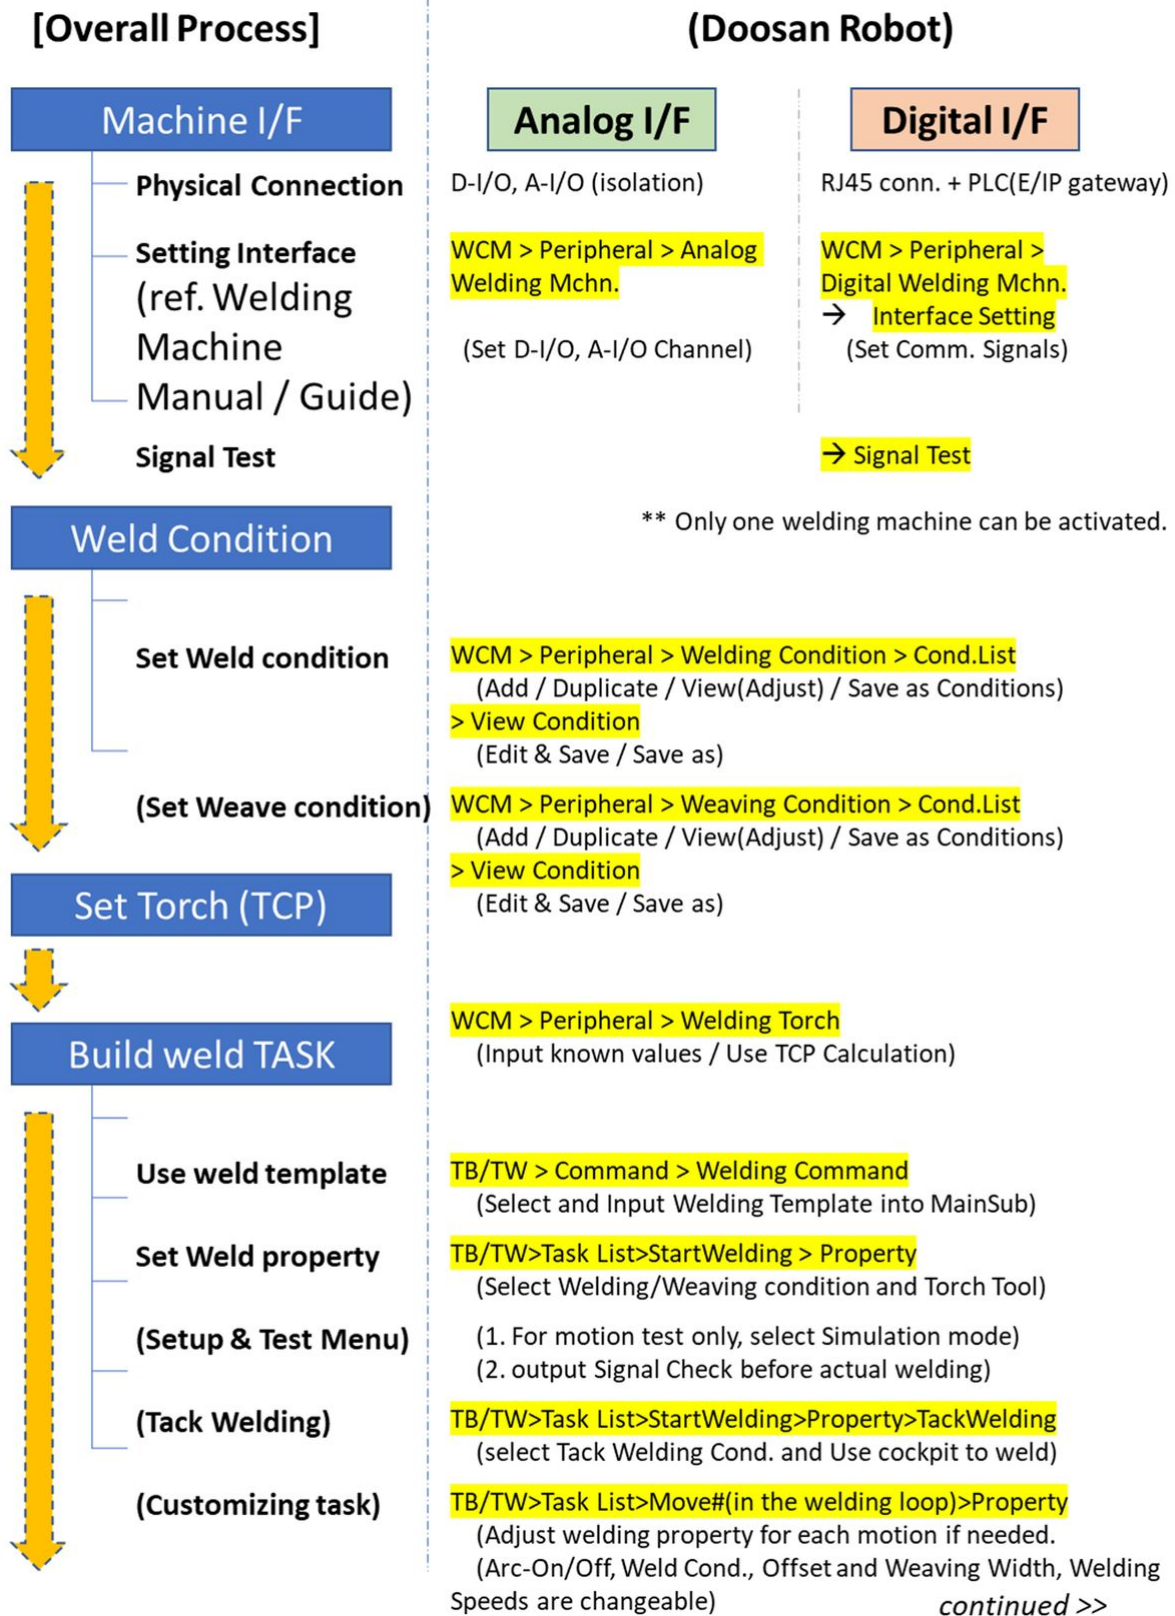 [Overall Process]
(Doosan Robot)
Machine I/F
Analog I/F
Digital I/F
Physical Connection
D-I/O, A-I/O (isolation)
RJ45 conn. + PLC(E/IP gateway)
Setting Interface
(ref. Welding
Machine
Manual / Guide)
WCM > Peripheral > Analog
Welding Mchn.
(Set D-I/O, A-I/O Channel)
WCM > Peripheral >
Digital Welding Mchn.
→ Interface Setting
(Set Comm. Signals)
Signal Test
→ Signal Test
** Only one welding machine can be activated.
Weld Condition
Set Weld condition
WCM > Peripheral > Welding Condition > Cond.List
(Add / Duplicate / View(Adjust) / Save as Conditions)
> View Condition
(Edit & Save / Save as)
(Set Weave condition)
WCM > Peripheral > Weaving Condition > Cond.List
(Add / Duplicate / View(Adjust) / Save as Conditions)
> View Condition
(Edit & Save / Save as)
Set Torch (TCP)
WCM > Peripheral > Welding Torch
(Input known values / Use TCP Calculation)
Build weld TASK
Use weld template
TB/TW > Command > Welding Command
(Select and Input Welding Template into MainSub)
Set Weld property
TB/TW>Task List>StartWelding > Property
(Select Welding/Weaving condition and Torch Tool)
(Setup & Test Menu)
(1. For motion test only, select Simulation mode)
(2. output Signal Check before actual welding)
(Tack Welding)
TB/TW>Task List>StartWelding>Property>TackWelding
(select Tack Welding Cond. and Use cockpit to weld)
(Customizing task)
TB/TW>Task List>Move#(in the welding loop)>Property
(Adjust welding property for each motion if needed.
(Arc-On/Off, Weld Cond., Offset and Weaving Width, Welding
Speeds are changeable)
continued >>